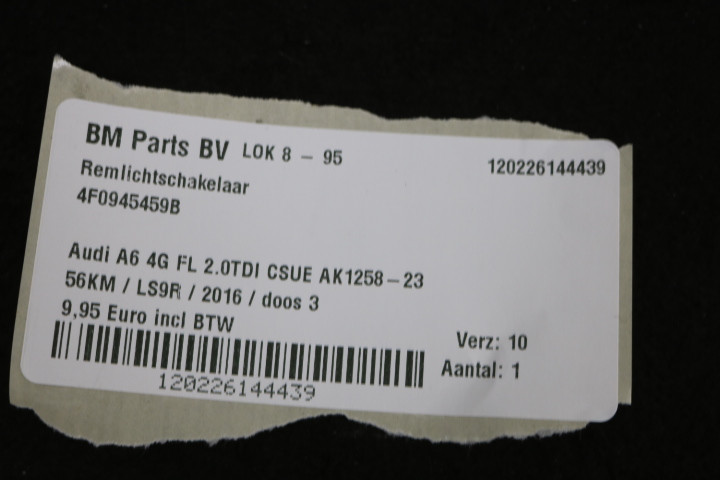 BM Parts BV LOK 8 - 95
120226144439
Remlichtschakelaar
4F0945459B
Audi A6 4G FL 2.0TDI CSUE AK1258-23
56KM / LS9R / 2016 / doos 3
9,95 Euro incl BTW
Verz: 10
Aantal: 1
120226144439